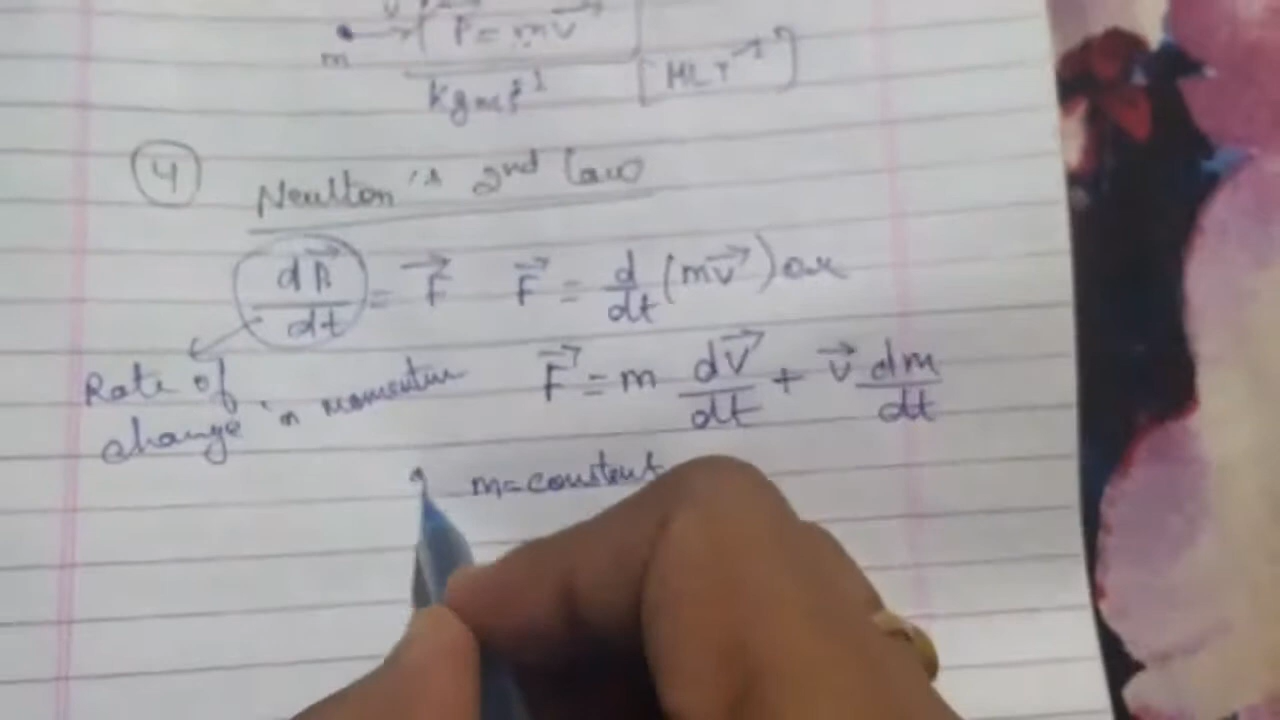 v⃗ P⃗ = mv⃗
m
kgms⁻¹ [MLT⁻¹]
④ Newton's 2nd law
dP⃗/dt = F⃗ F⃗ = d/dt (mv⃗) or
Rate of change in momentum
F⃗ = m dv⃗/dt + v⃗ dm/dt
m=constant